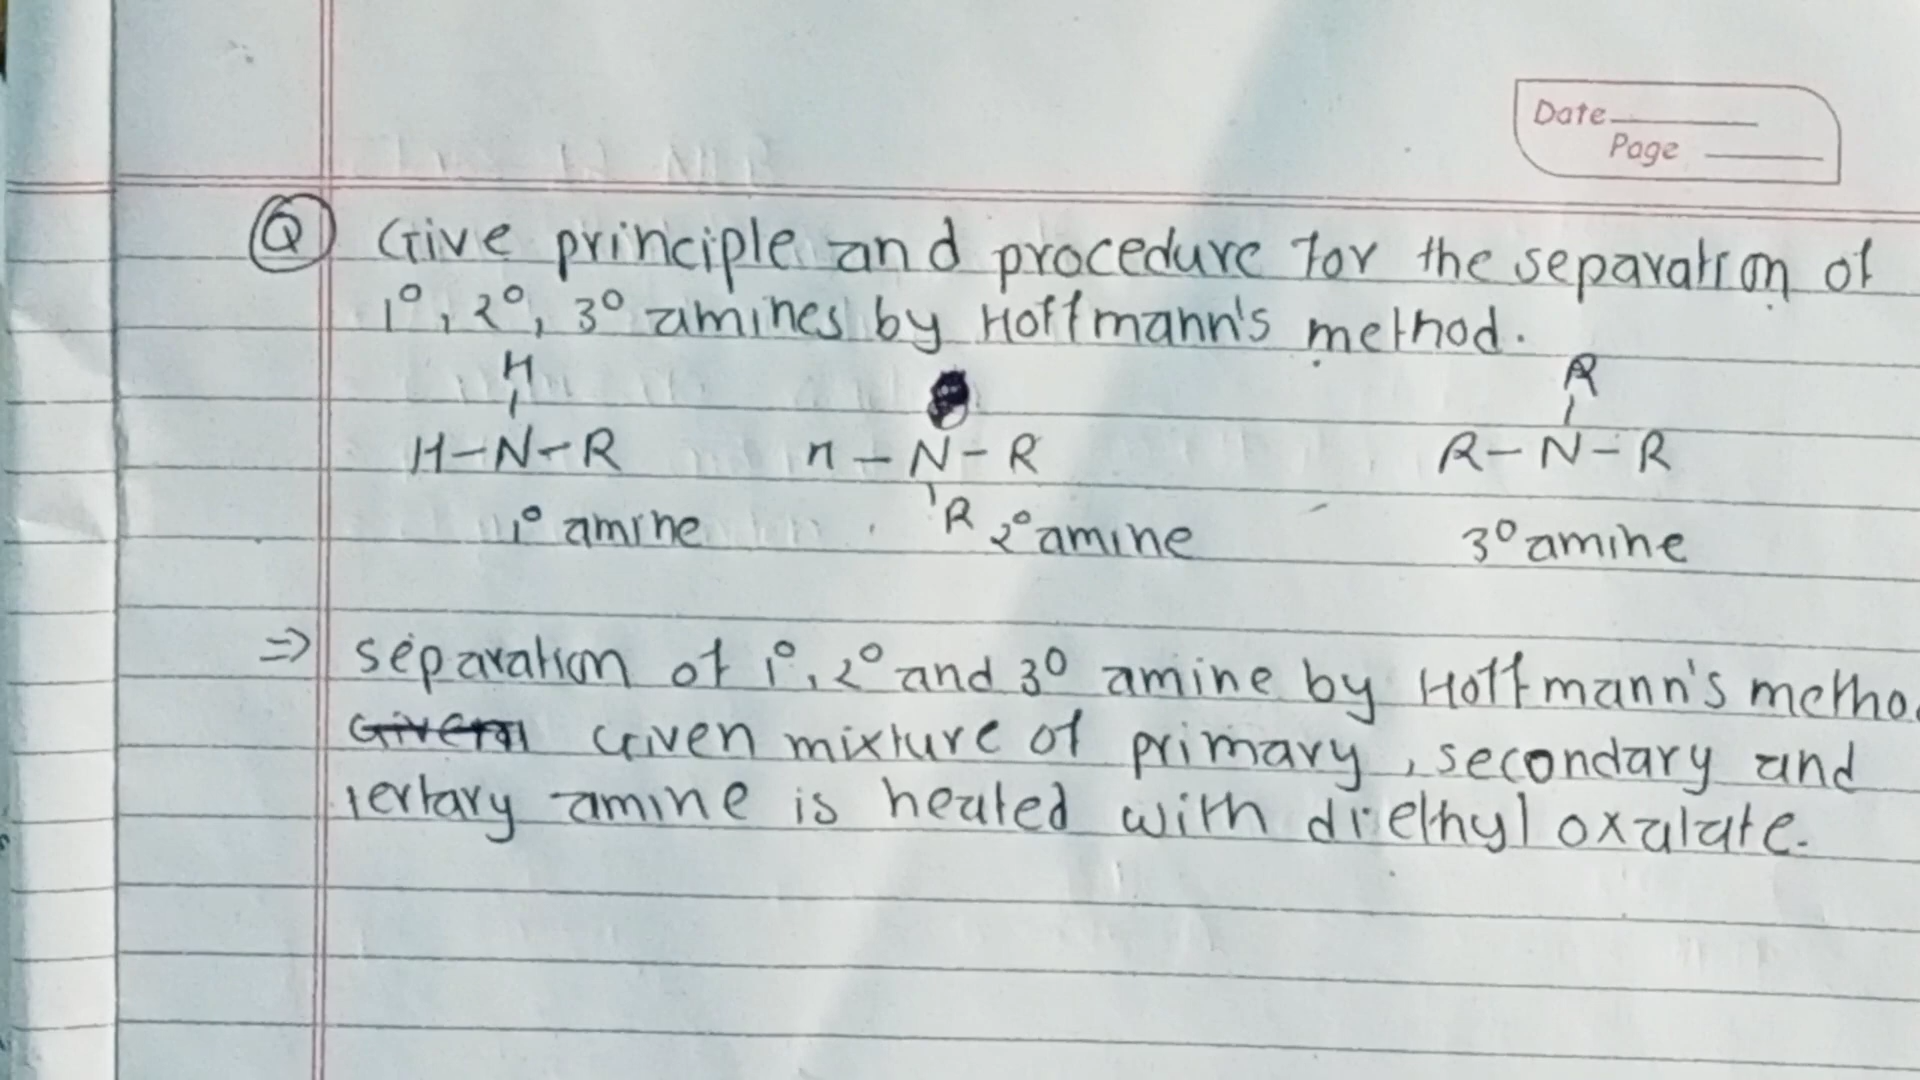 Date
Page
Q Give principle and procedure for the separation of
1°, 2°, 3° amines by Hoffmann's method.
H R
H-N-R H-N-R R-N-R
R
1° amine 2° amine 3° amine
⇒ separation of 1°, 2° and 3° amine by Hoffmann's metho
Given mixture of primary, secondary and
tertary amine is heated with diethyl oxalate.